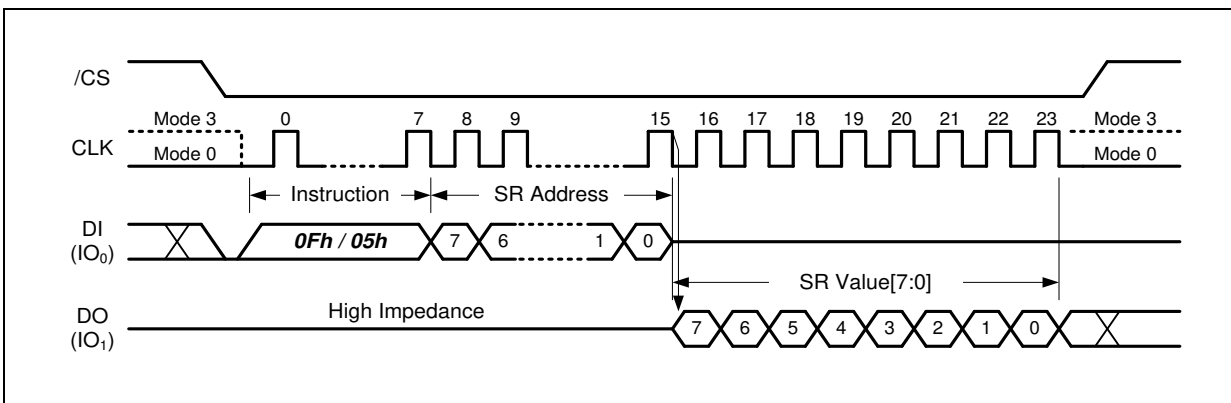 /CS
Mode 3 0 7 8 9 15 16 17 18 19 20 21 22 23 Mode 3
CLK
Mode 0 Mode 0
Instruction SR Address
DI
(IO₀)
0Fh / 05h 7 6 1 0
SR Value[7:0]
High Impedance
DO
(IO₁)
7 6 5 4 3 2 1 0